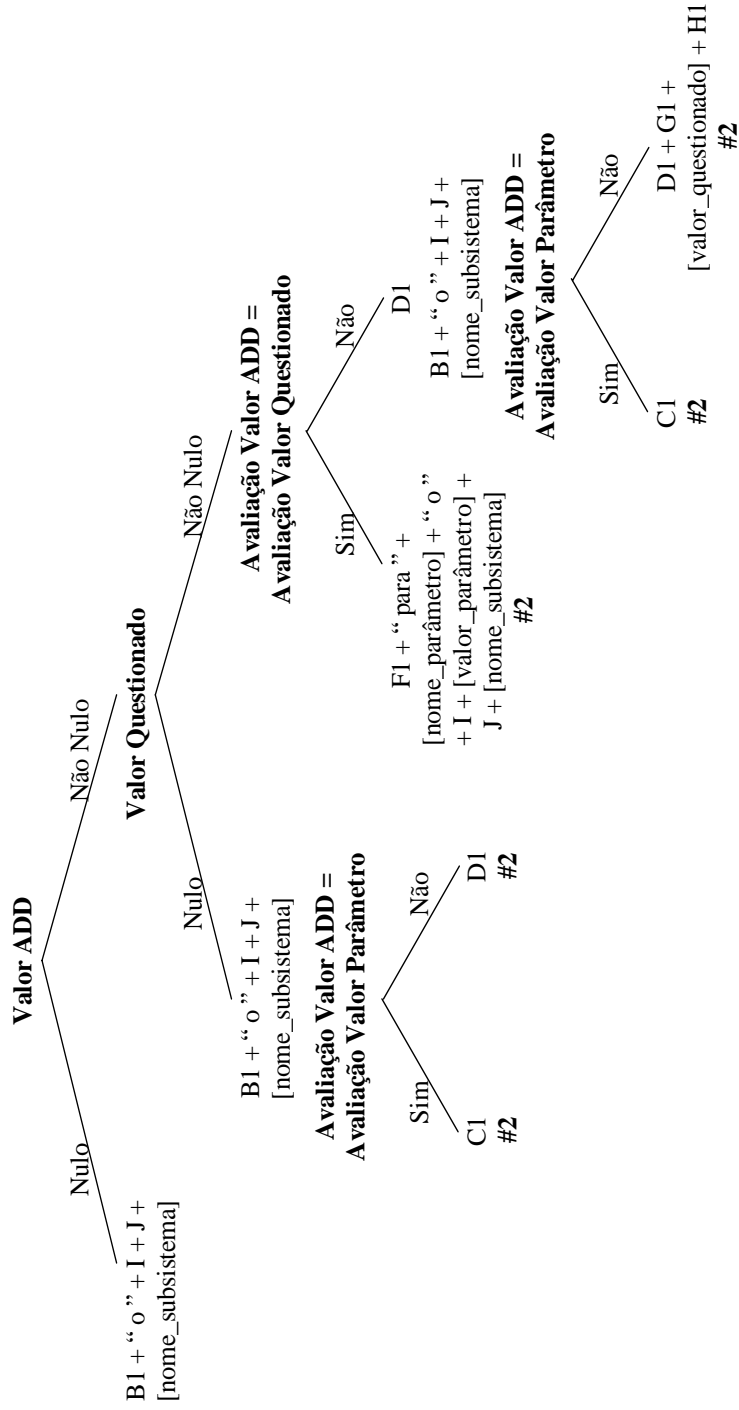 Valor ADD
Nulo
Não Nulo
B1 + “ o ” + I + J +
[nome_subsistema]
Valor Questionado
Nulo
Não Nulo
B1 + “ o ” + I + J +
[nome_subsistema]
Avaliação Valor ADD =
Avaliação Valor Parâmetro
Sim
Não
C1
#2
D1
#2
Avaliação Valor ADD =
Avaliação Valor Questionado
Sim
Não
F1 + “ para ” +
[nome_parâmetro] + “ o ”
+ I + [valor_parâmetro] +
J + [nome_subsistema]
#2
D1
B1 + “ o ” + I + J +
[nome_subsistema]
Avaliação Valor ADD =
Avaliação Valor Parâmetro
Sim
Não
C1
#2
D1 + G1 +
[valor_questionado] + H1
#2